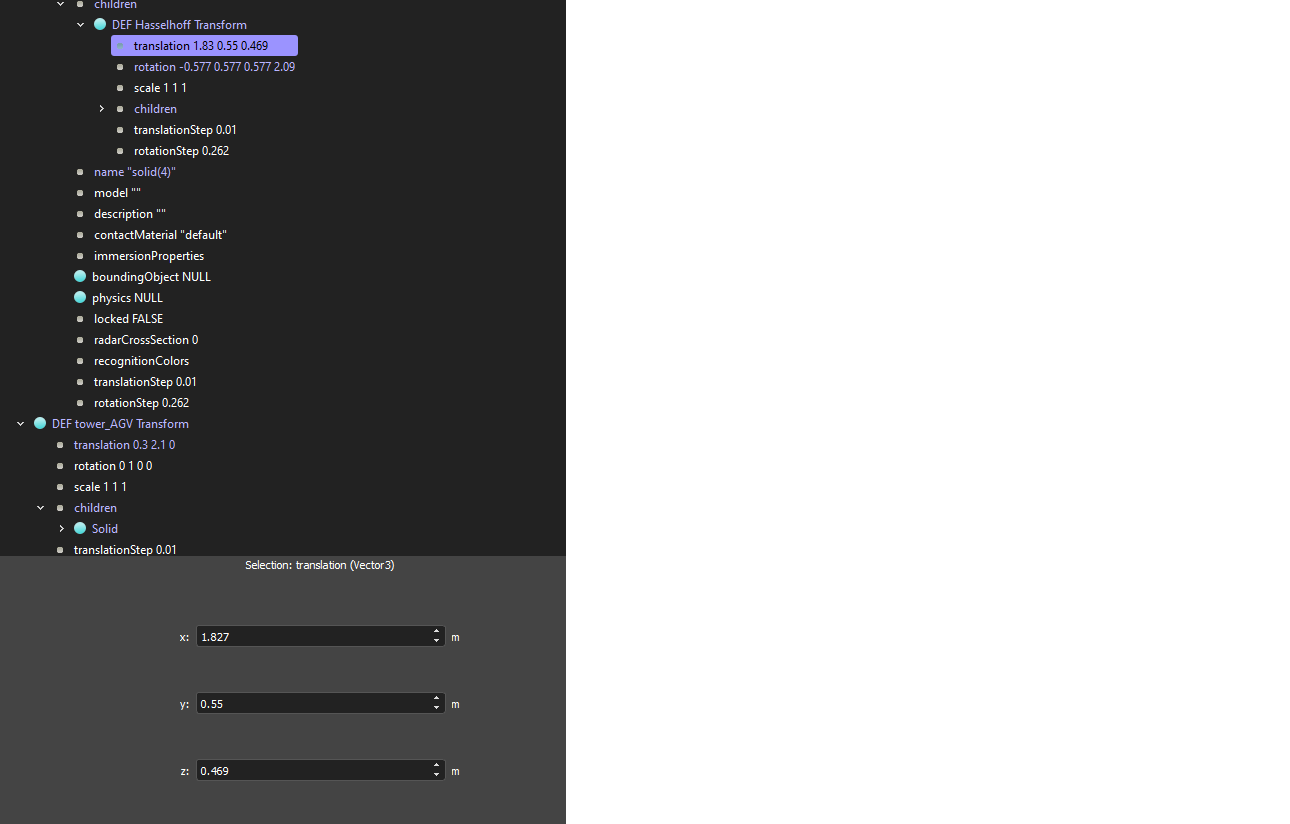 children
DEF Hasselhoff Transform
translation 1.83 0.55 0.469
rotation -0.577 0.577 0.577 2.09
scale 1 1 1
children
translationStep 0.01
rotationStep 0.262
name "solid(4)"
model ""
description ""
contactMaterial "default"
immersionProperties
boundingObject NULL
physics NULL
locked FALSE
radarCrossSection 0
recognitionColors
translationStep 0.01
rotationStep 0.262
DEF tower_AGV Transform
translation 0.3 2.1 0
rotation 0 1 0 0
scale 1 1 1
children
Solid
translationStep 0.01
Selection: translation (Vector3)
x: 1.827 m
y: 0.55 m
z: 0.469 m